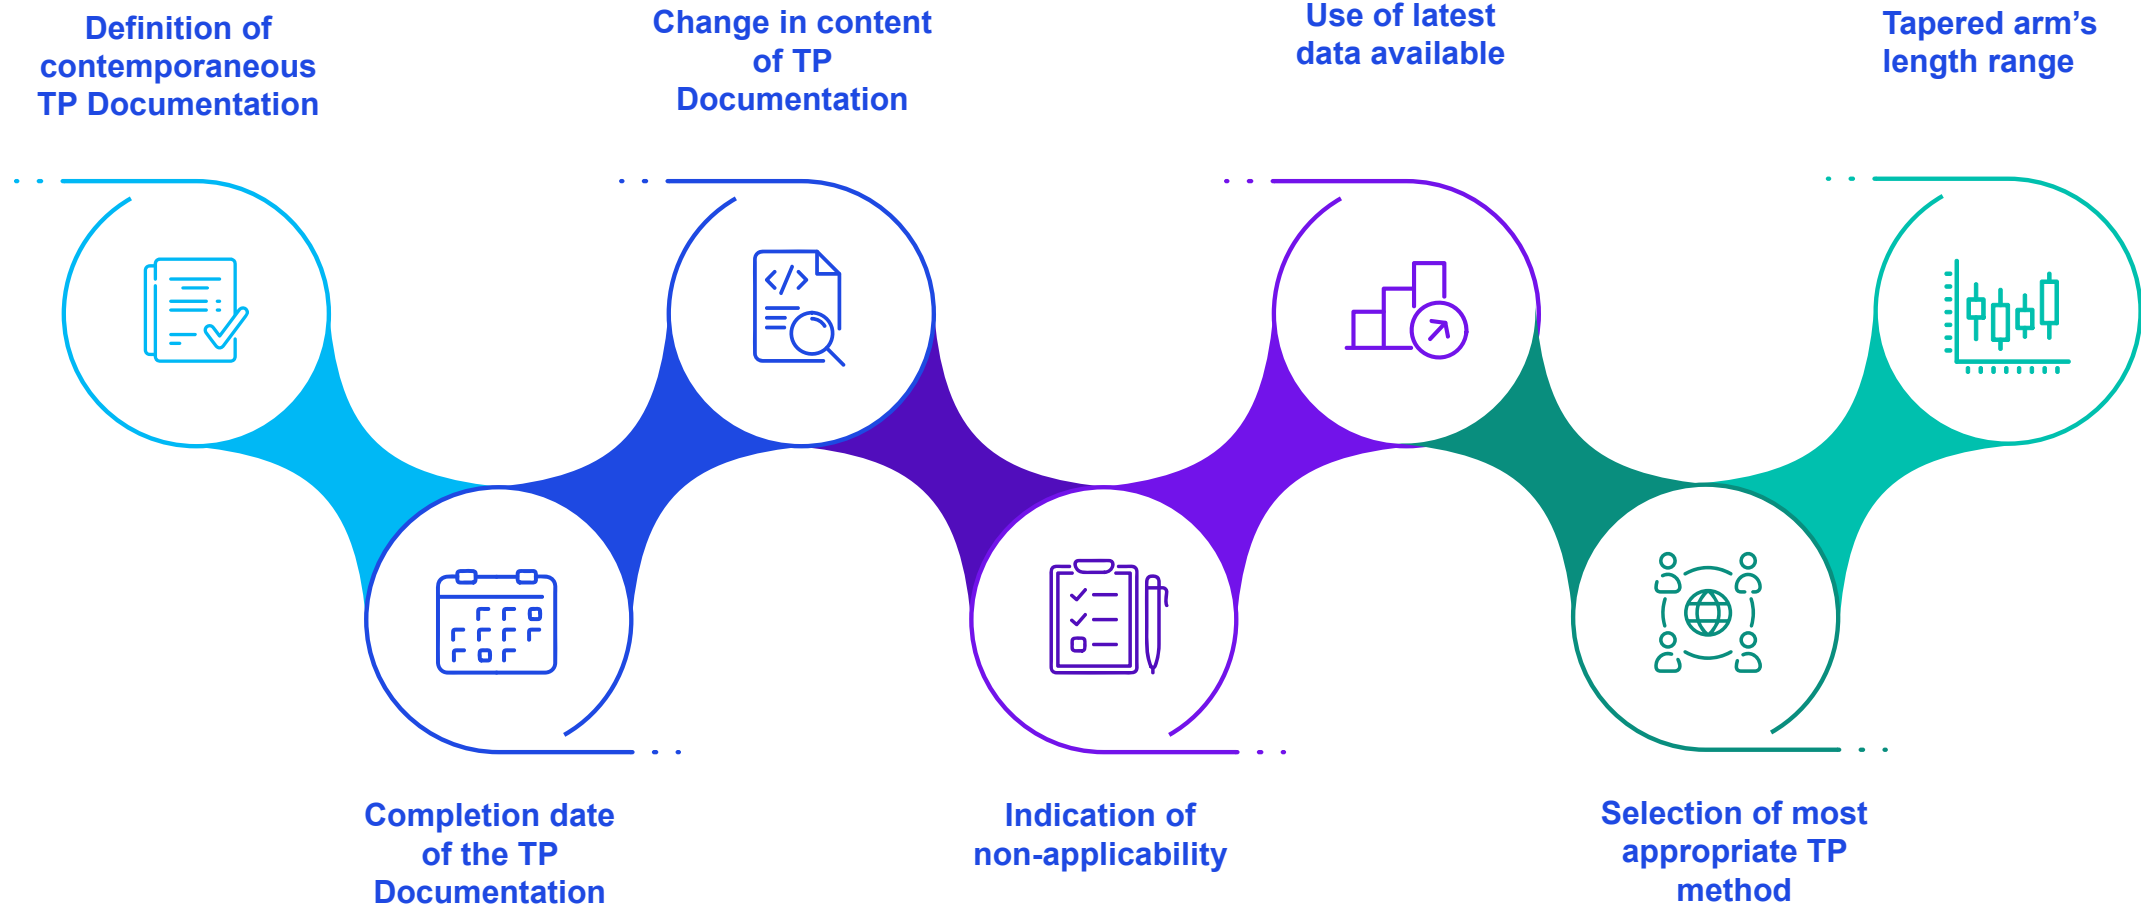 Definition of
contemporaneous
TP Documentation
Completion date
of the TP
Documentation
Change in content
of TP
Documentation
Indication of
non-applicability
Use of latest
data available
Selection of most
appropriate TP
method
Tapered arm’s
length range